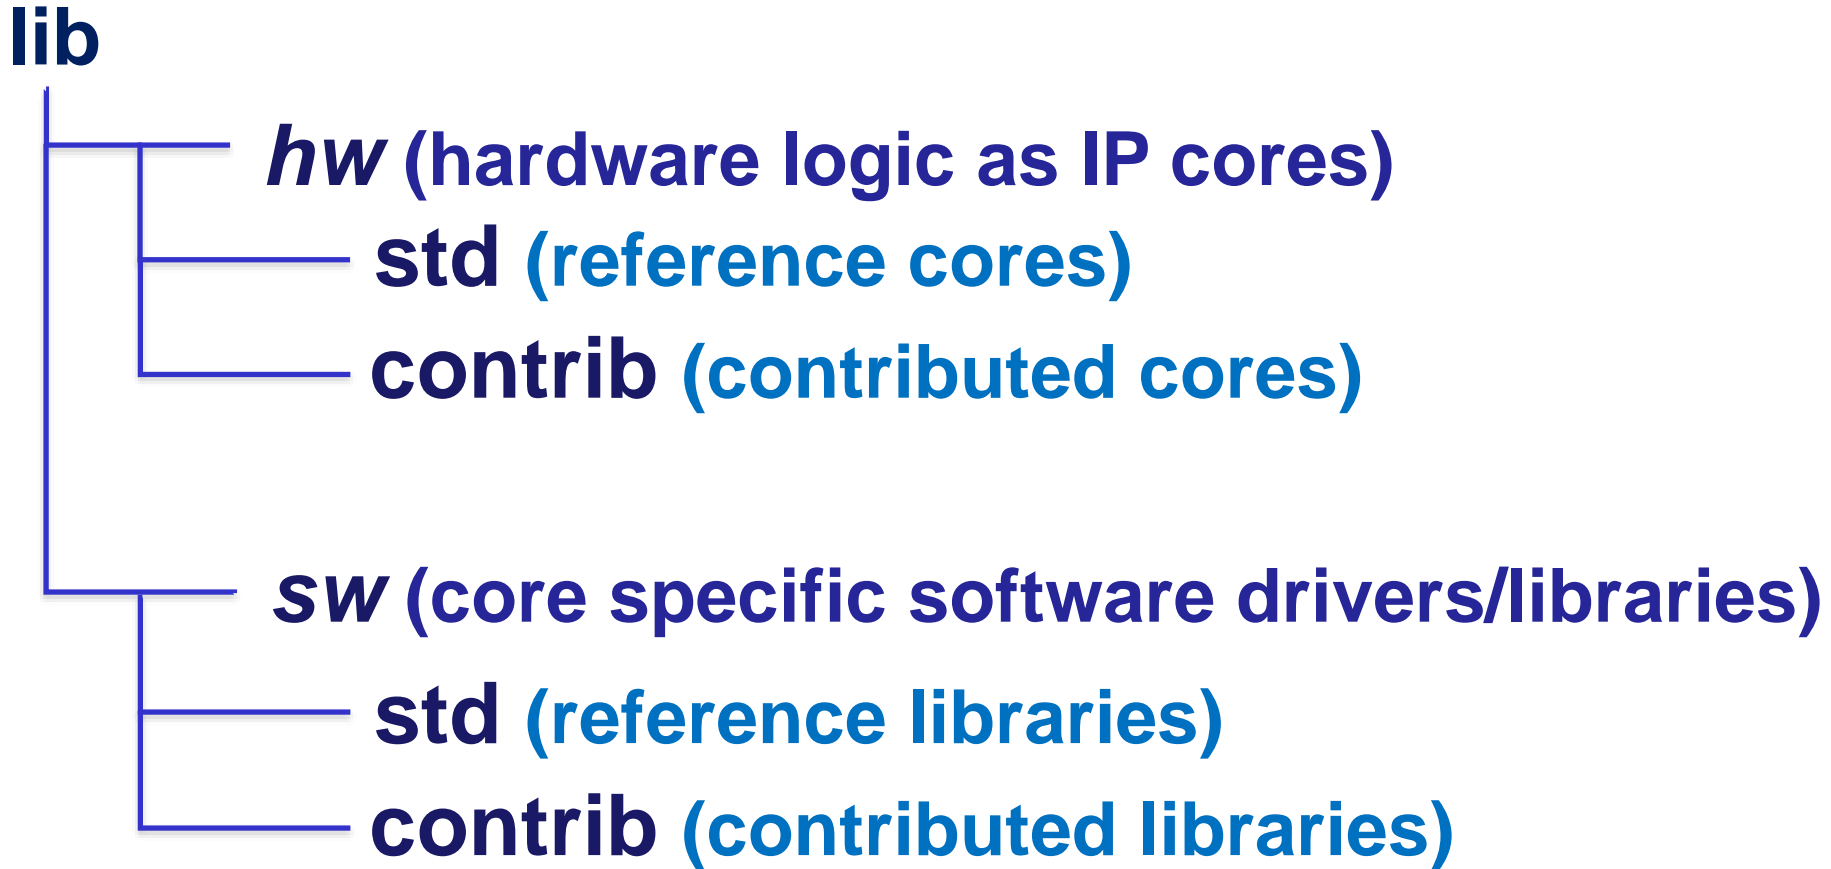 lib
hw (hardware logic as IP cores)
std (reference cores)
contrib (contributed cores)
sw (core specific software drivers/libraries)
std (reference libraries)
contrib (contributed libraries)